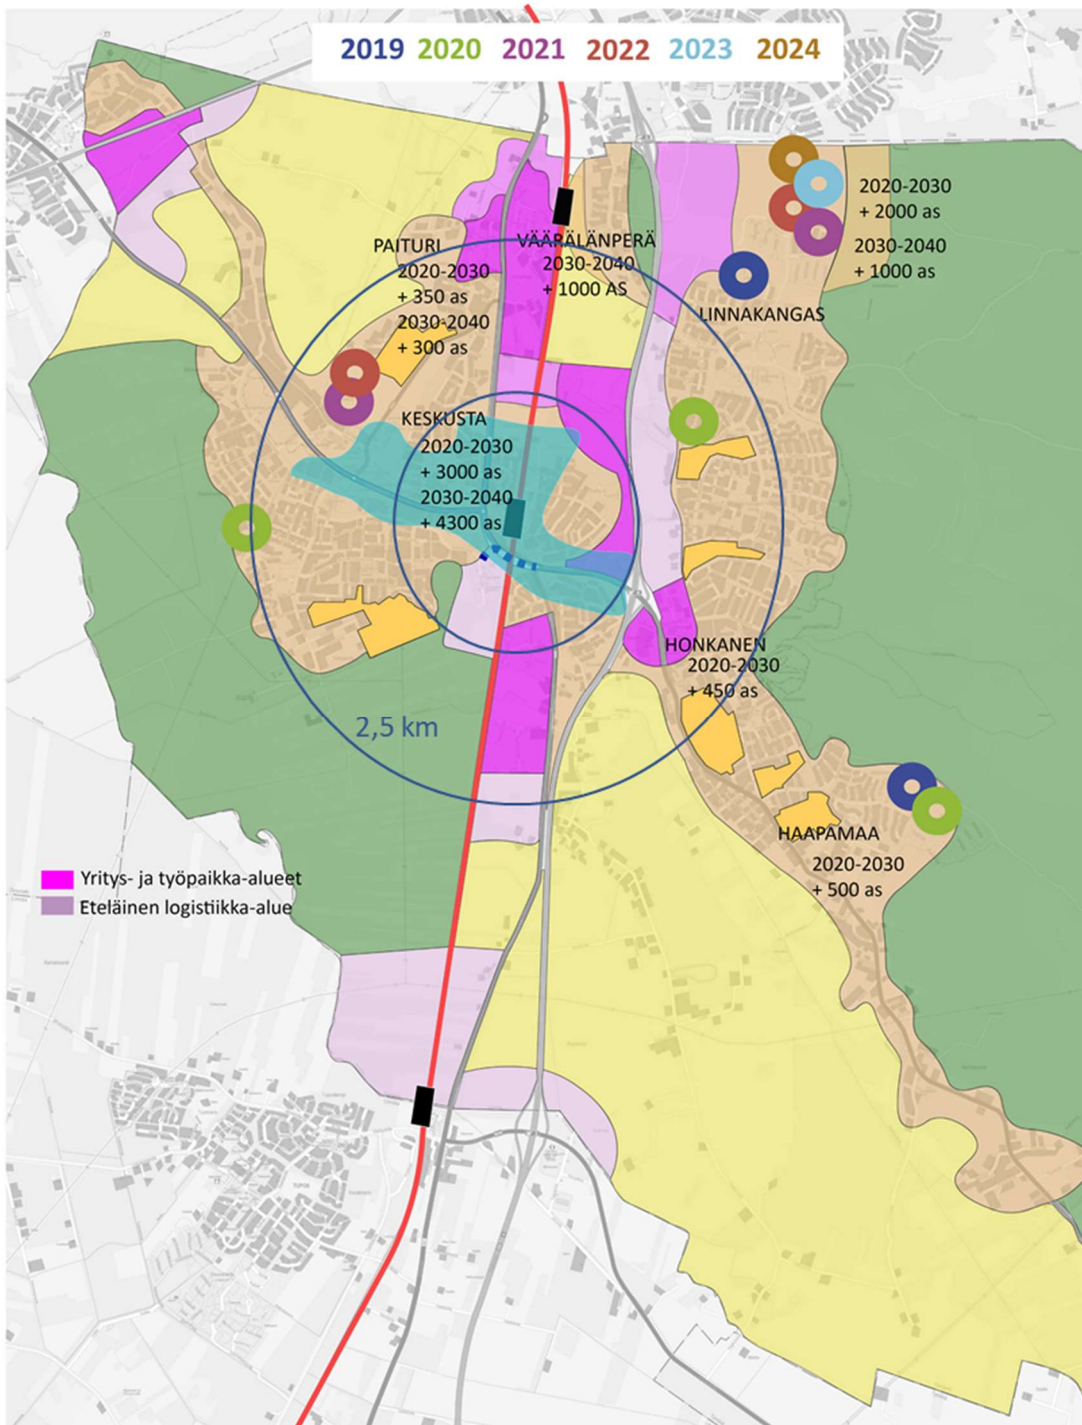 2019 2020 2021 2022 2023 2024
2020-2030
+ 2000 as
2030-2040
+ 1000 as
PAITURI
2020-2030
+ 350 as
2030-2040
+ 300 as
VÄÄRÄLÄNPERÄ
2030-2040
+ 1000 AS
LINNAKANGAS
KESKUSTA
2020-2030
+ 3000 as
2030-2040
+ 4300 as
HONKANEN
2020-2030
+ 450 as
2,5 km
HAAPAMAA
2020-2030
+ 500 as
Yritys- ja työpaikka-alueet
Eteläinen logistiikka-alue
TUPOS